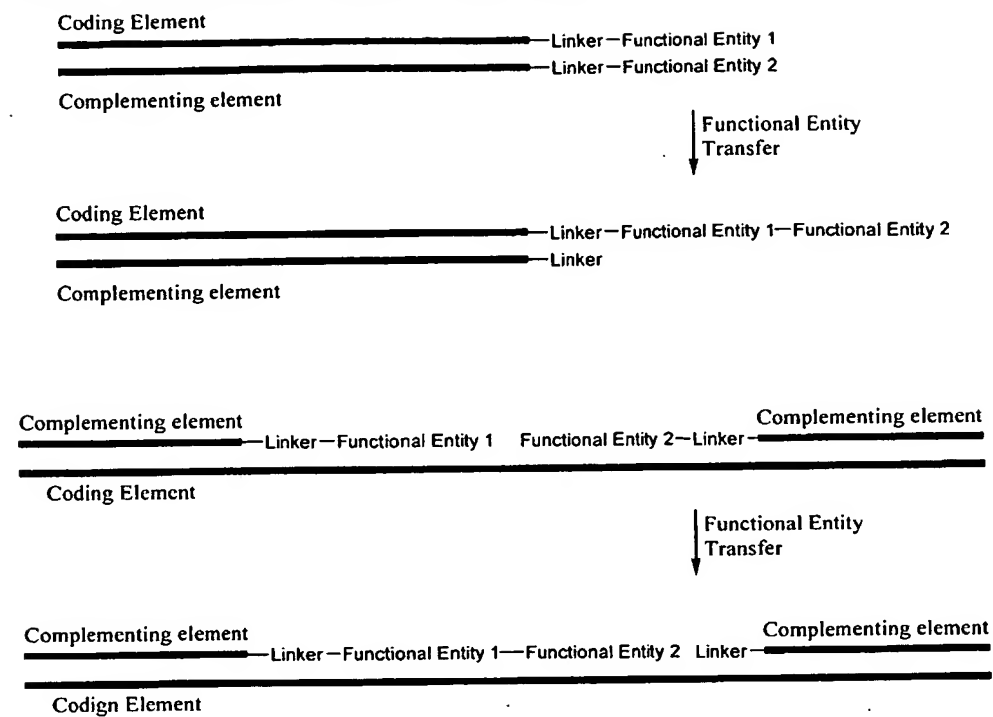 Coding Element
Linker—Functional Entity 1
Linker—Functional Entity 2
Complementing element
Functional Entity
Transfer
Coding Element
Linker—Functional Entity 1—Functional Entity 2
Linker
Complementing element
Complementing element Complementing element
Linker—Functional Entity 1 Functional Entity 2—Linker
Coding Element
Functional Entity
Transfer
Complementing element Complementing element
Linker—Functional Entity 1—Functional Entity 2 Linker
Codign Element